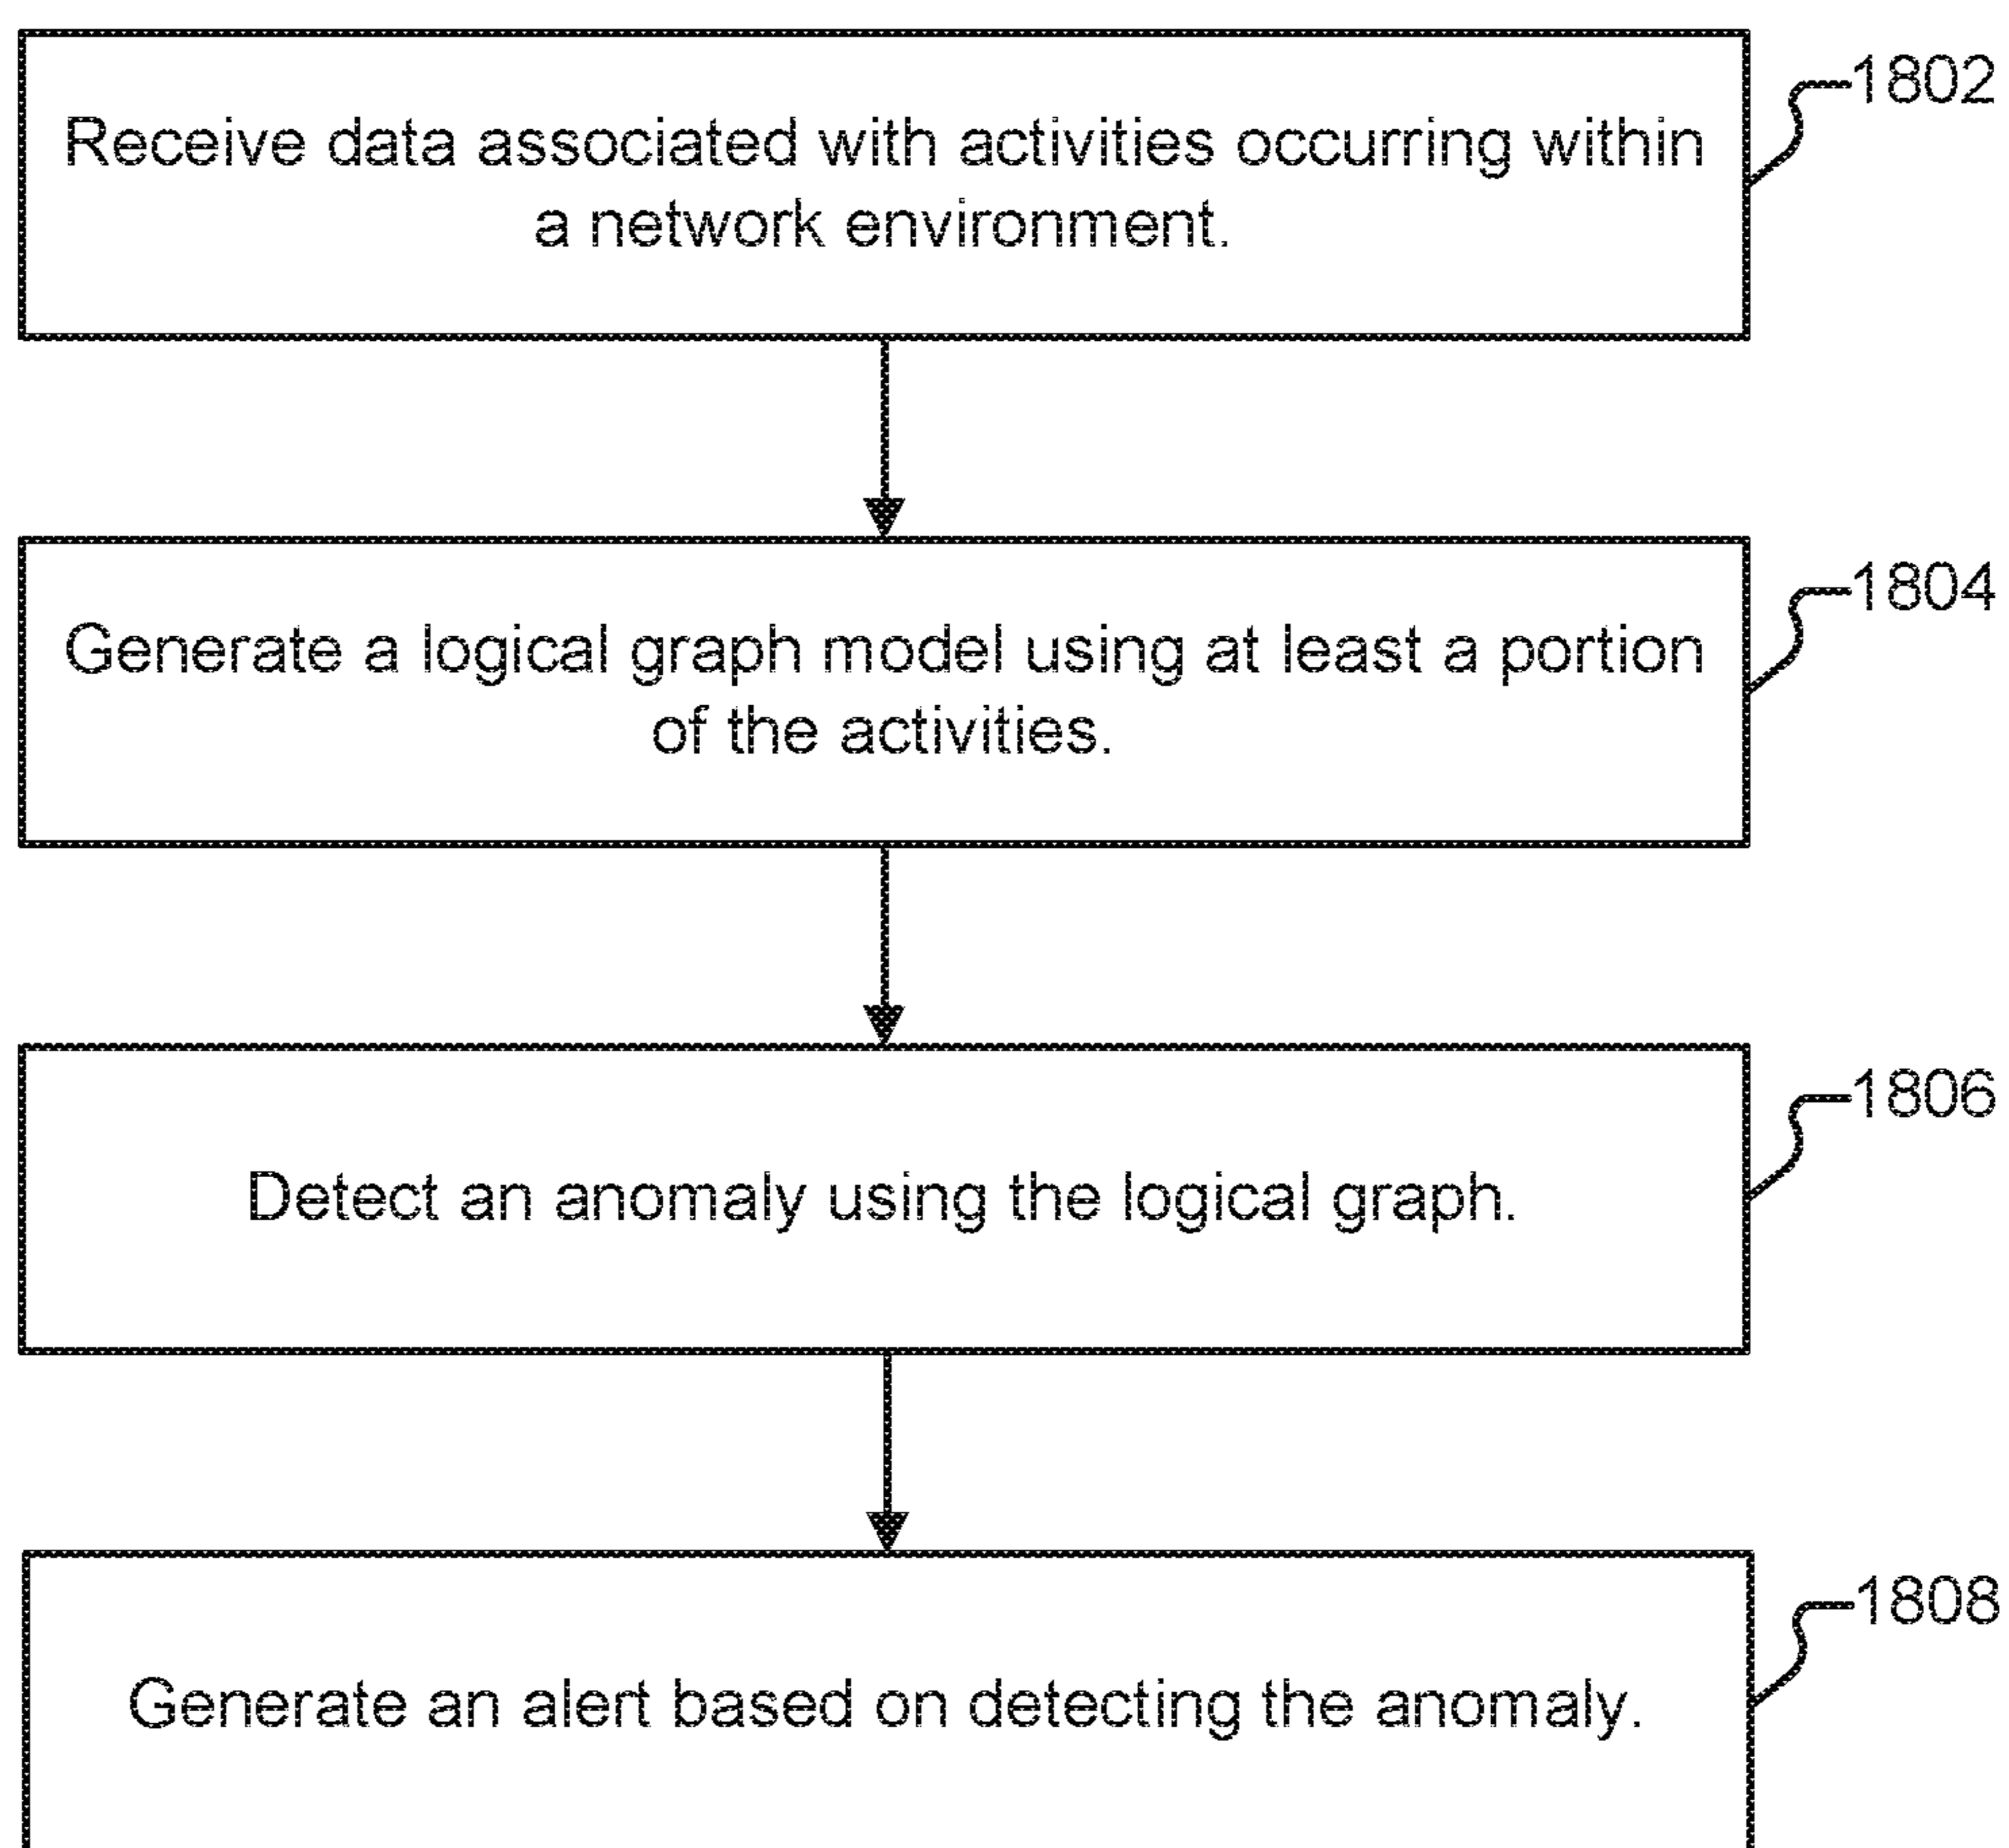 1802
Receive data associated with activities occurring within
a network environment.
1804
Generate a logical graph model using at least a portion
of the activities.
1806
Detect an anomaly using the logical graph.
1808
Generate an alert based on detecting the anomaly.